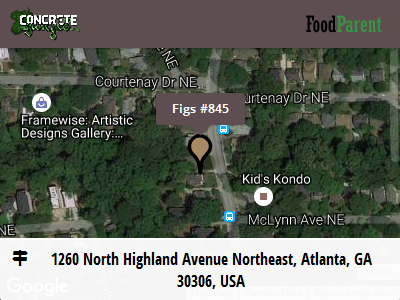 CONCRETE
Jungle
FoodParent
Courtenay Dr NE
Courtenay Dr NE
Figs #845
Framewise: Artistic
Designs Gallery:...
Kid's Kondo
McLynn Ave NE
1260 North Highland Avenue Northeast, Atlanta, GA
30306, USA
Google